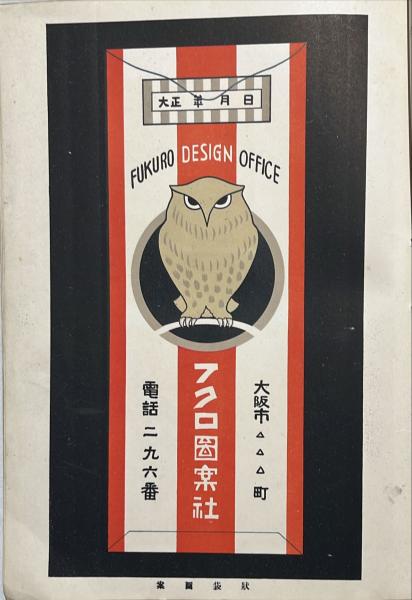 大正 年 月 日
FUKURO DESIGN OFFICE
大阪市△△△町
フクロ図案社
電話二九六番
案圖袋狀